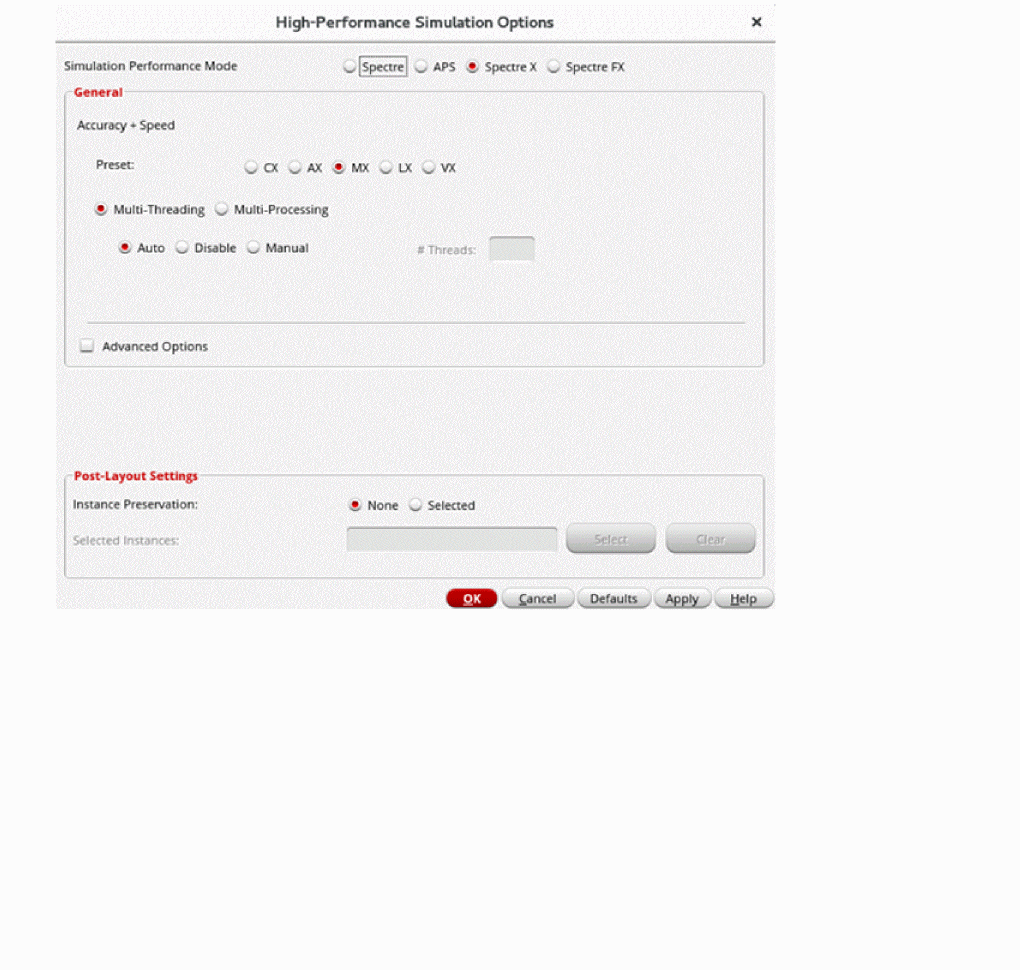 High-Performance Simulation Options
Simulation Performance Mode Spectre APS Spectre X Spectre FX
General
Accuracy + Speed
Preset: CX AX MX LX VX
Multi-Threading Multi-Processing
Auto Disable Manual # Threads:
Advanced Options
Post-Layout Settings
Instance Preservation: None Selected
Selected Instances: Select Clear
OK Cancel Defaults Apply Help